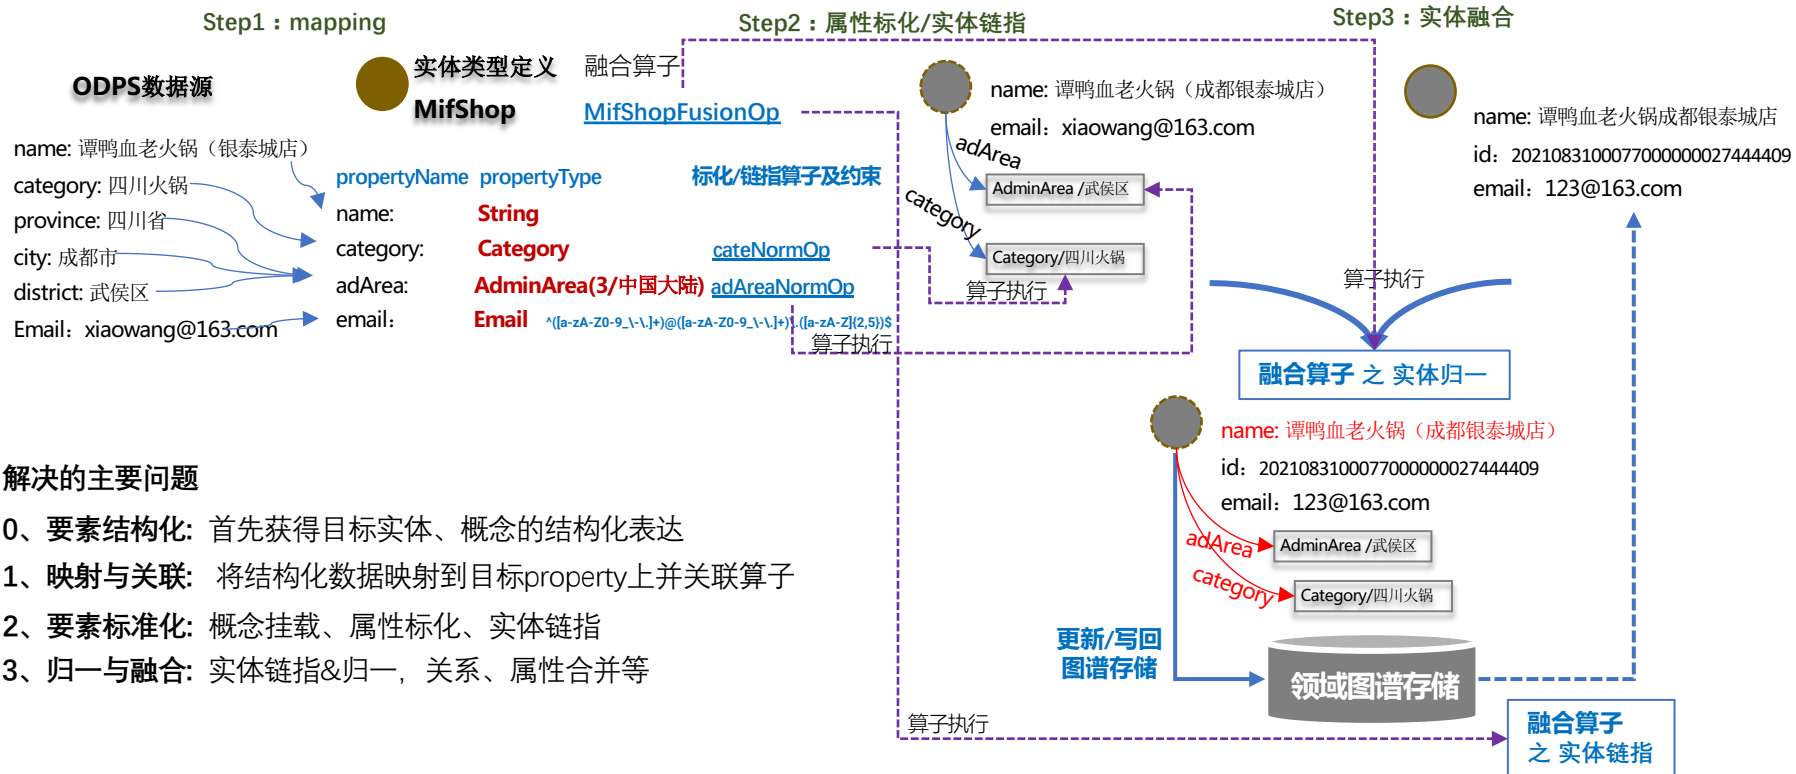 Step1：mapping
Step2：属性标化/实体链指
Step3：实体融合
ODPS数据源
name: 谭鸭血老火锅（银泰城店）
category: 四川火锅
province: 四川省
city: 成都市
district: 武侯区
Email：xiaowang@163.com
实体类型定义
MifShop
融合算子
MifShopFusionOp
propertyName propertyType 标化/链指算子及约束
name: String
category: Category cateNormOp
adArea: AdminArea(3/中国大陆) adAreaNormOp
email： Email ^([a-zA-Z0-9_\-\.]+)@([a-zA-Z0-9_\-\.]+)\.([a-zA-Z]{2,5})$
算子执行
name: 谭鸭血老火锅（成都银泰城店）
email：xiaowang@163.com
adArea
AdminArea /武侯区
category
Category/四川火锅
算子执行
name: 谭鸭血老火锅成都银泰城店
id：2021083100077000000027444409
email：123@163.com
算子执行
融合算子 之 实体归一
name: 谭鸭血老火锅（成都银泰城店）
id：2021083100077000000027444409
email：123@163.com
adArea
AdminArea /武侯区
category
Category/四川火锅
更新/写回
图谱存储
领域图谱存储
算子执行
融合算子
之 实体链指
解决的主要问题
0、要素结构化: 首先获得目标实体、概念的结构化表达
1、映射与关联: 将结构化数据映射到目标property上并关联算子
2、要素标准化: 概念挂载、属性标化、实体链指
3、归一与融合: 实体链指&归一，关系、属性合并等